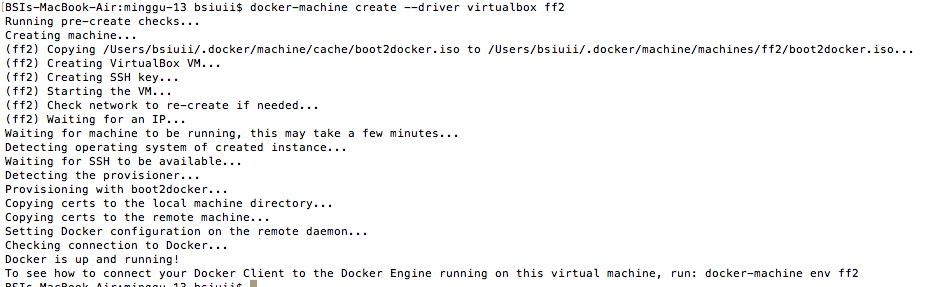 BSIs-MacBook-Air:minggu-13 bsiuii$ docker-machine create --driver virtualbox ff2
Running pre-create checks...
Creating machine...
(ff2) Copying /Users/bsiuii/.docker/machine/cache/boot2docker.iso to /Users/bsiuii/.docker/machine/machines/ff2/boot2docker.iso...
(ff2) Creating VirtualBox VM...
(ff2) Creating SSH key...
(ff2) Starting the VM...
(ff2) Check network to re-create if needed...
(ff2) Waiting for an IP...
Waiting for machine to be running, this may take a few minutes...
Detecting operating system of created instance...
Waiting for SSH to be available...
Detecting the provisioner...
Provisioning with boot2docker...
Copying certs to the local machine directory...
Copying certs to the remote machine...
Setting Docker configuration on the remote daemon...
Checking connection to Docker...
Docker is up and running!
To see how to connect your Docker Client to the Docker Engine running on this virtual machine, run: docker-machine env ff2
BSIs-MacBook-Air:minggu-13 bsiuii$